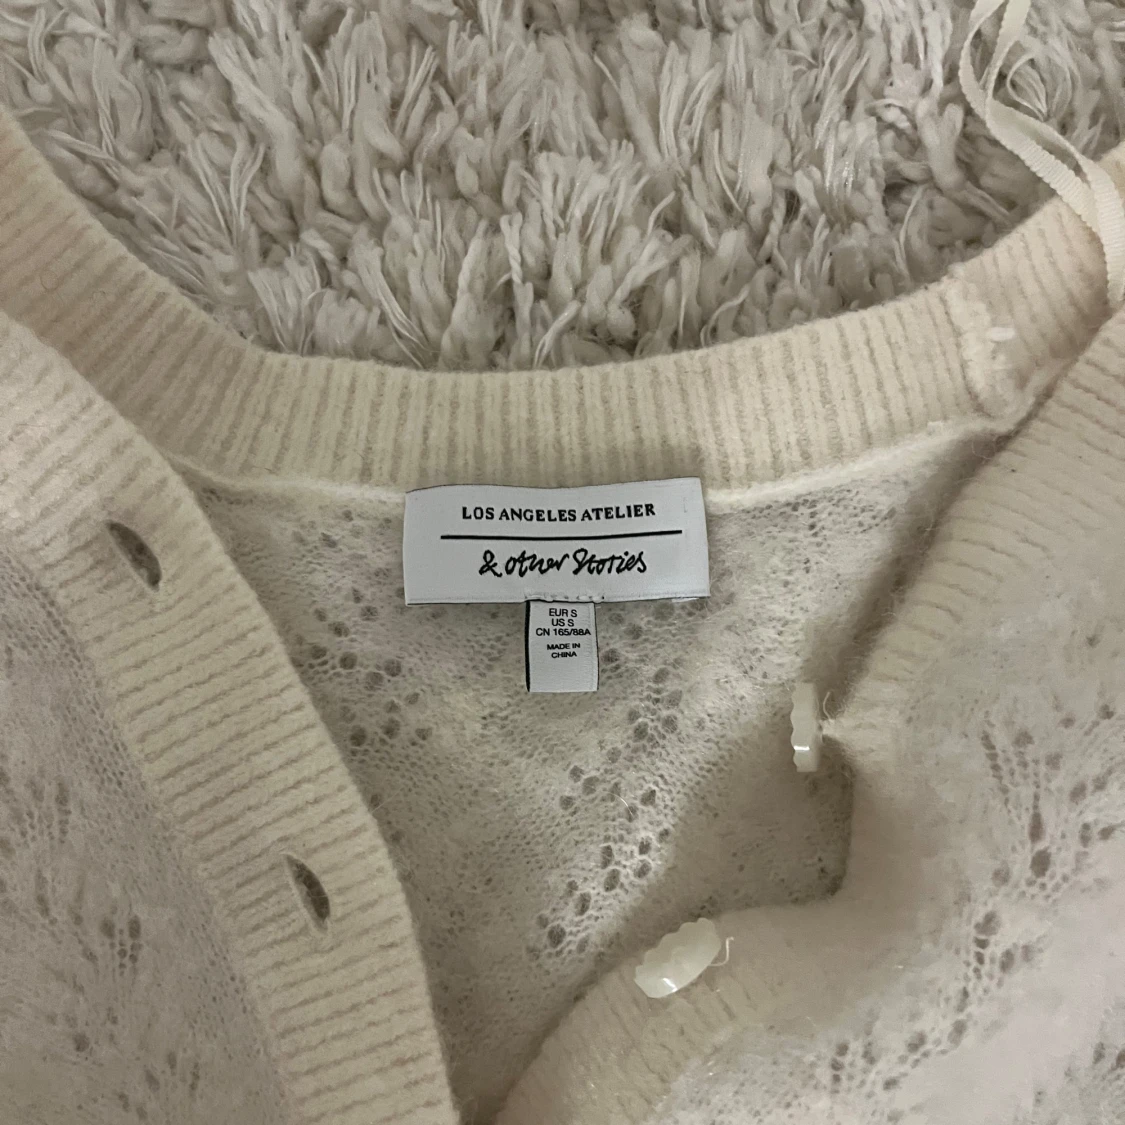 LOS ANGELES ATELIER
& other Stories
EUR S
US S
CN 165/88A
MADE IN
CHINA